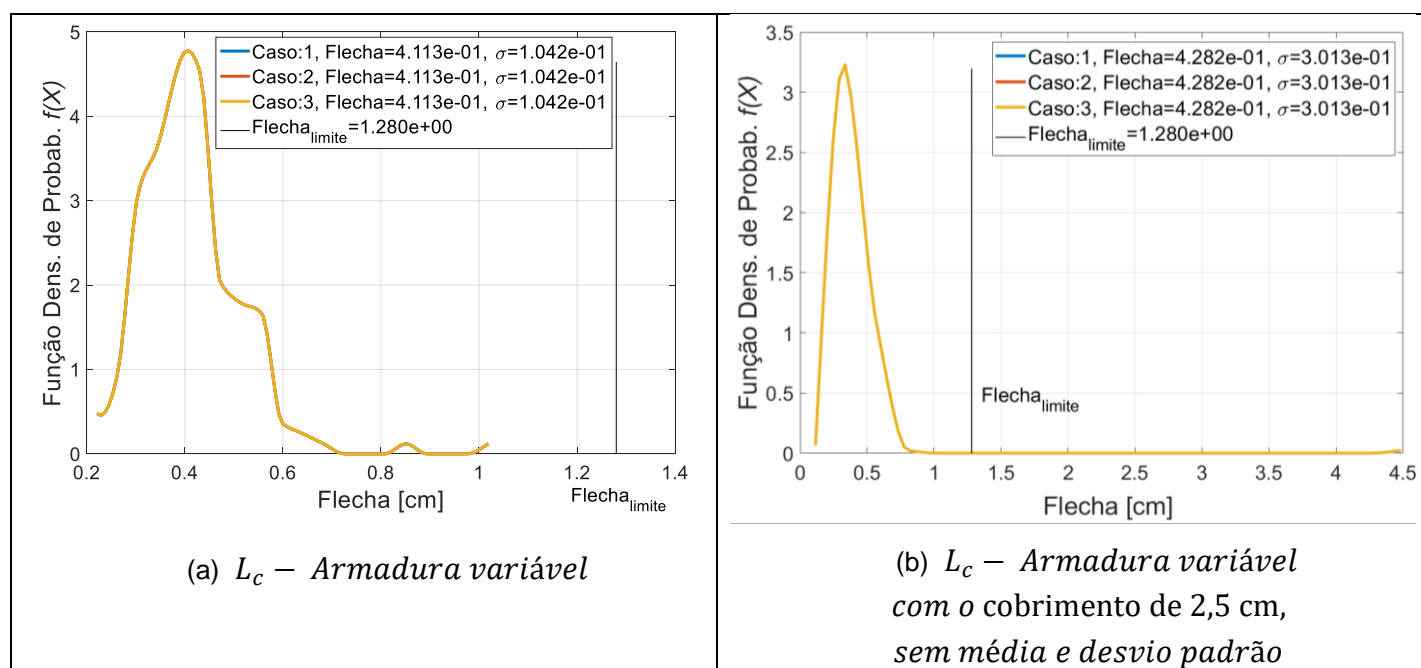 Função Dens. de Probab. f(X)
5
4
3
2
1
0
Caso:1, Flecha=4.113e-01, σ=1.042e-01
Caso:2, Flecha=4.113e-01, σ=1.042e-01
Caso:3, Flecha=4.113e-01, σ=1.042e-01
Flecha_limite=1.280e+00
0.2 0.4 0.6 0.8 1 1.2 1.4
Flecha [cm]
Flecha_limite
(a) L_c − Armadura variável
Função Dens. de Probab. f(X)
3.5
3
2.5
2
1.5
1
0.5
0
Caso:1, Flecha=4.282e-01, σ=3.013e-01
Caso:2, Flecha=4.282e-01, σ=3.013e-01
Caso:3, Flecha=4.282e-01, σ=3.013e-01
Flecha_limite=1.280e+00
Flecha_limite
0 0.5 1 1.5 2 2.5 3 3.5 4 4.5
Flecha [cm]
(b) L_c − Armadura variável
com o cobrimento de 2,5 cm,
sem média e desvio padrão